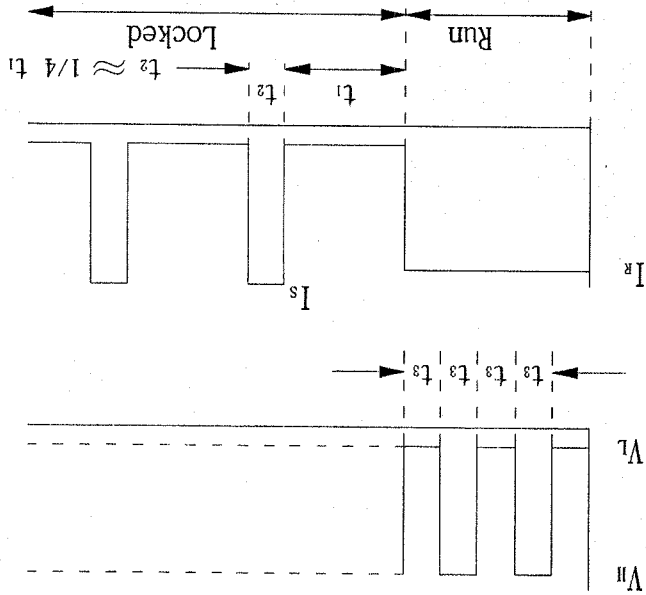 V_H
V_L
t₃ t₃ t₃ t₃
I_R
I_S
t₁ t₂ t₂ ≈ 1/4 t₁
Run Locked